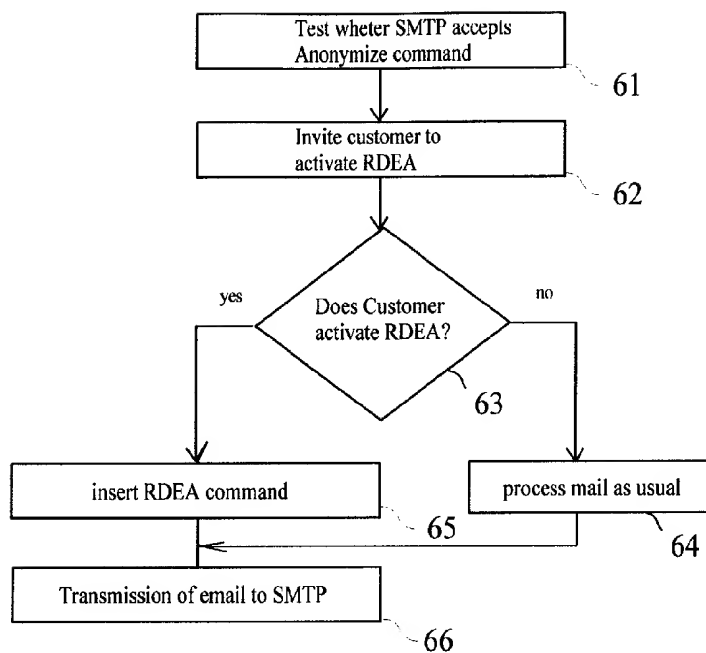 Test wheter SMTP accepts
Anonymize command
61
Invite customer to
activate RDEA
62
yes
Does Customer
activate RDEA?
no
63
insert RDEA command
65
process mail as usual
64
Transmission of email to SMTP
66